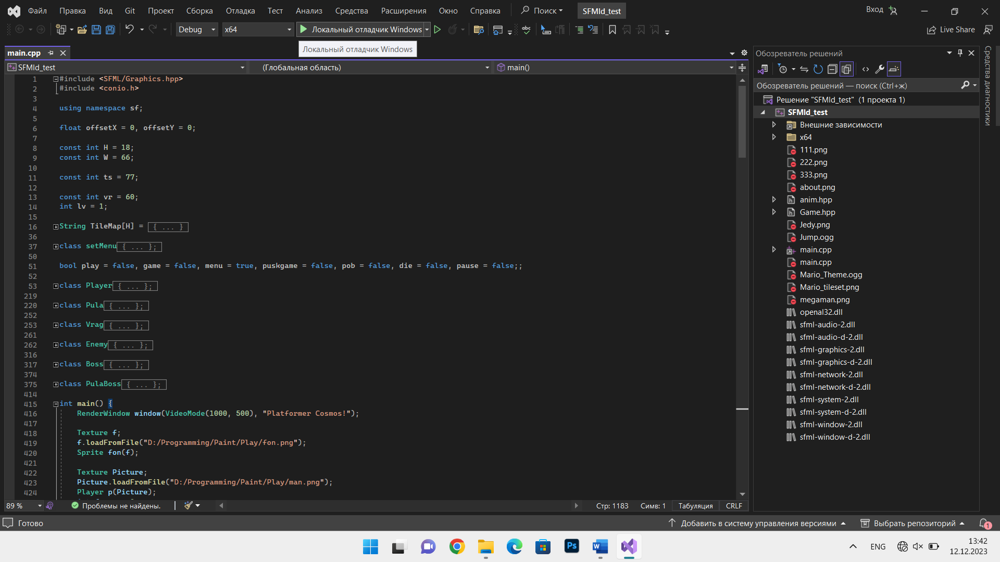 Файл Правка Вид Git Проект Сборка Отладка Тест Анализ Средства Расширения Окно Справка Поиск SFMld_test Вход
Debug x64 Локальный отладчик Windows Live Share
Локальный отладчик Windows
main.cpp
SFMld_test (Глобальная область) main()
1 #include <SFML/Graphics.hpp>
2 #include <conio.h>
3
4 using namespace sf;
5
6 float offsetX = 0, offsetY = 0;
7
8 const int H = 18;
9 const int W = 66;
10
11 const int ts = 77;
12
13 const int vr = 60;
14 int lv = 1;
15
16 String TileMap[H] = { ... }
36
37 class setMenu { ... };
50
51 bool play = false, game = false, menu = true, puskgame = false, pob = false, die = false, pause = false;;
52
53 class Player { ... };
219
220 class Pula { ... };
252
253 class Vrag { ... };
261
262 class Enemy { ... };
316
317 class Boss { ... };
374
375 class PulaBoss { ... };
414
415 int main() {
416 RenderWindow window(VideoMode(1000, 500), "Platformer Cosmos!");
417
418 Texture f;
419 f.loadFromFile("D:/Programming/Paint/Play/fon.png");
420 Sprite fon(f);
421
422 Texture Picture;
423 Picture.loadFromFile("D:/Programming/Paint/Play/man.png");
424 Player p(Picture);
89 % Проблемы не найдены. Стр: 1183 Симв: 1 Табуляция CRLF
Обозреватель решений
Обозреватель решений — поиск (Ctrl+ж)
Решение "SFMld_test" (1 проекта 1)
SFMld_test
Внешние зависимости
x64
111.png
222.png
333.png
about.png
anim.hpp
Game.hpp
Jedy.png
Jump.ogg
main.cpp
main.cpp
Mario_Theme.ogg
Mario_tileset.png
megaman.png
openal32.dll
sfml-audio-2.dll
sfml-audio-d-2.dll
sfml-graphics-2.dll
sfml-graphics-d-2.dll
sfml-network-2.dll
sfml-network-d-2.dll
sfml-system-2.dll
sfml-system-d-2.dll
sfml-window-2.dll
sfml-window-d-2.dll
Средства диагностики
Готово Добавить в систему управления версиями Выбрать репозиторий 1
Ps W ENG 13:42
12.12.2023